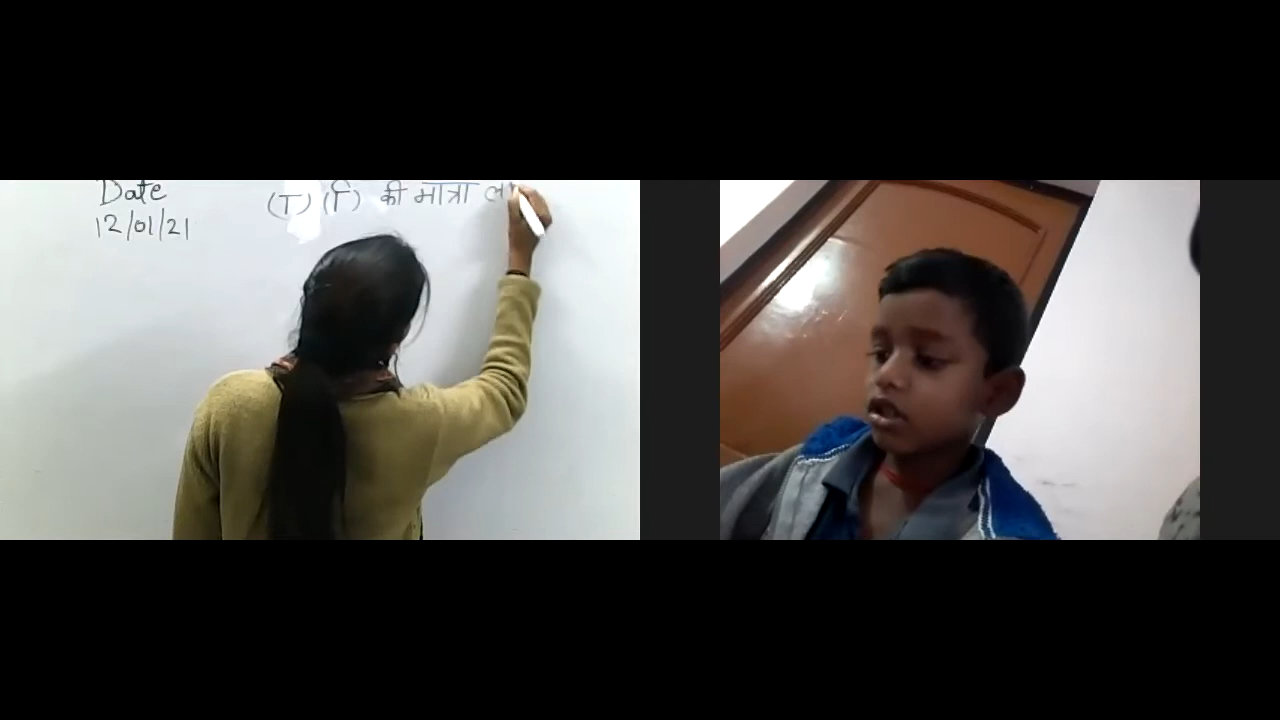 Date
12/01/21
(ा) (ि) की मात्रा ल